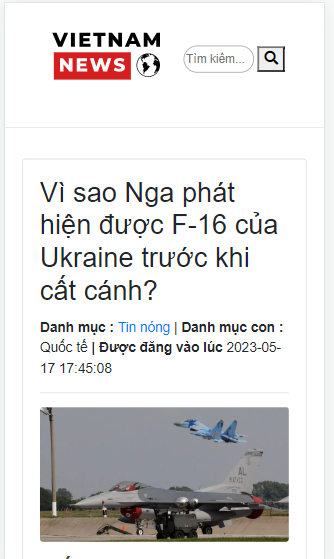 VIETNAM
NEWS
Tìm kiếm...
Vì sao Nga phát
hiện được F-16 của
Ukraine trước khi
cất cánh?
Danh mục : Tin nóng | Danh mục con :
Quốc tế | Được đăng vào lúc 2023-05-
17 17:45:08
AL